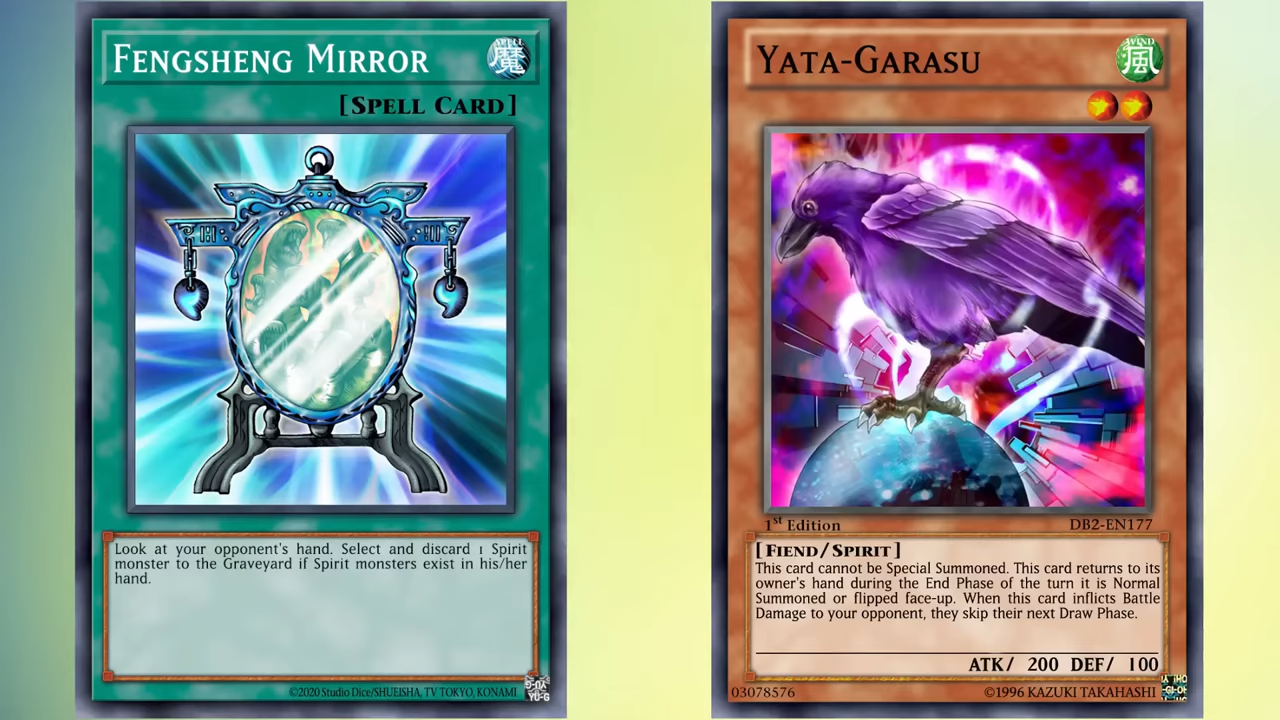 FENGSHENG MIRROR
SPELL
魔
[SPELL CARD]
Look at your opponent's hand. Select and discard 1 Spirit
monster to the Graveyard if Spirit monsters exist in his/her
hand.
©2020 Studio Dice/SHUEISHA, TV TOKYO, KONAMI
YATA-GARASU
WIND
風
1st Edition
DB2-EN177
[FIEND/SPIRIT]
This card cannot be Special Summoned. This card returns to its
owner's hand during the End Phase of the turn it is Normal
Summoned or flipped face-up. When this card inflicts Battle
Damage to your opponent, they skip their next Draw Phase.
ATK/ 200 DEF/ 100
03078576
©1996 KAZUKI TAKAHASHI